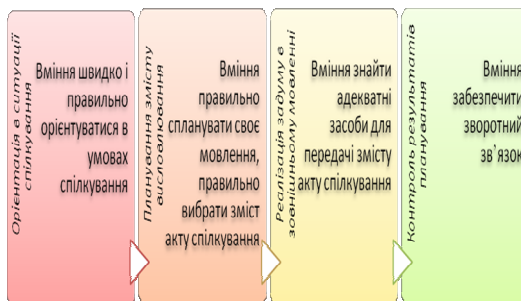 Орієнтація в ситуації
спілкування
Вміння швидко і
правильно
орієнтуватися в
умовах
спілкування
Планування змісту
висловлювання
Вміння
правильно
спланувати своє
мовлення,
правильно
вибрати зміст
акту спілкування
Реалізація задуму в
зовнішньому мовленні
Вміння знайти
адекватні
засоби для
передачі змісту
акту спілкування
Контроль результатів
планування
Вміння
забезпечити
зворотний
зв'язок